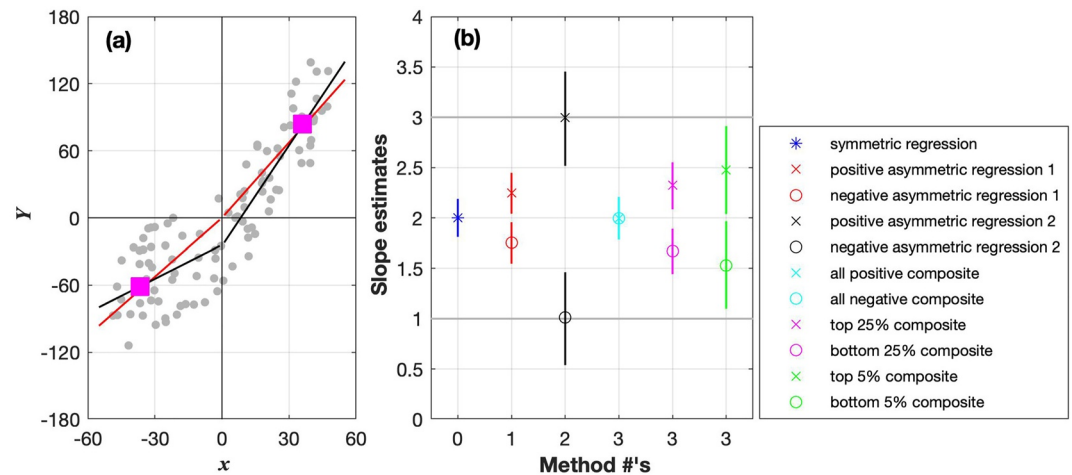 (a)
180
120
60
0
-60
-120
-180
Y
-60 -30 0 30 60
x
(b)
4
3.5
3
2.5
2
1.5
1
0.5
0
Slope estimates
0 1 2 3 3 3
Method #'s
symmetric regression
positive asymmetric regression 1
negative asymmetric regression 1
positive asymmetric regression 2
negative asymmetric regression 2
all positive composite
all negative composite
top 25% composite
bottom 25% composite
top 5% composite
bottom 5% composite